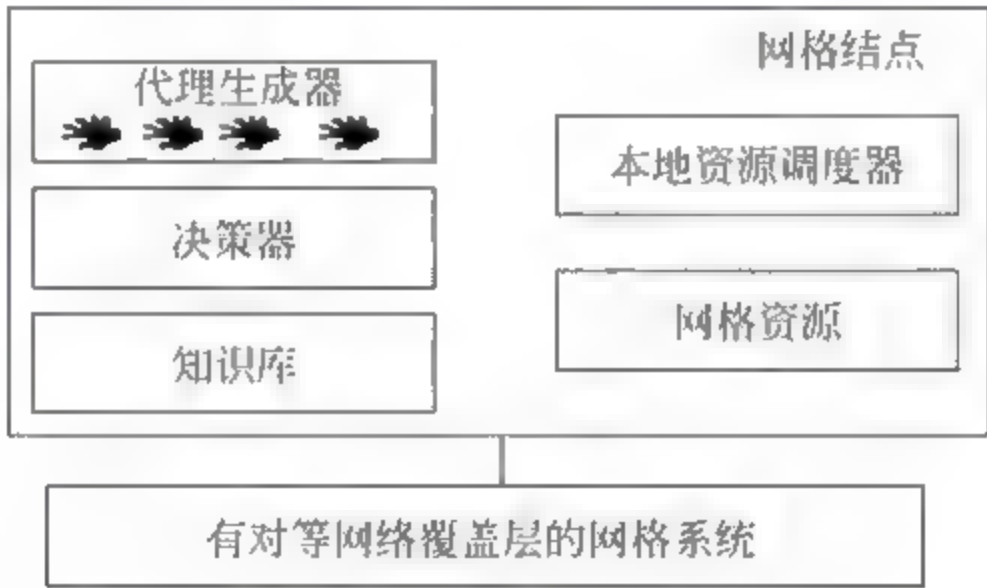 网格结点
代理生成器
决策器
知识库
本地资源调度器
网格资源
有对等网络覆盖层的网格系统